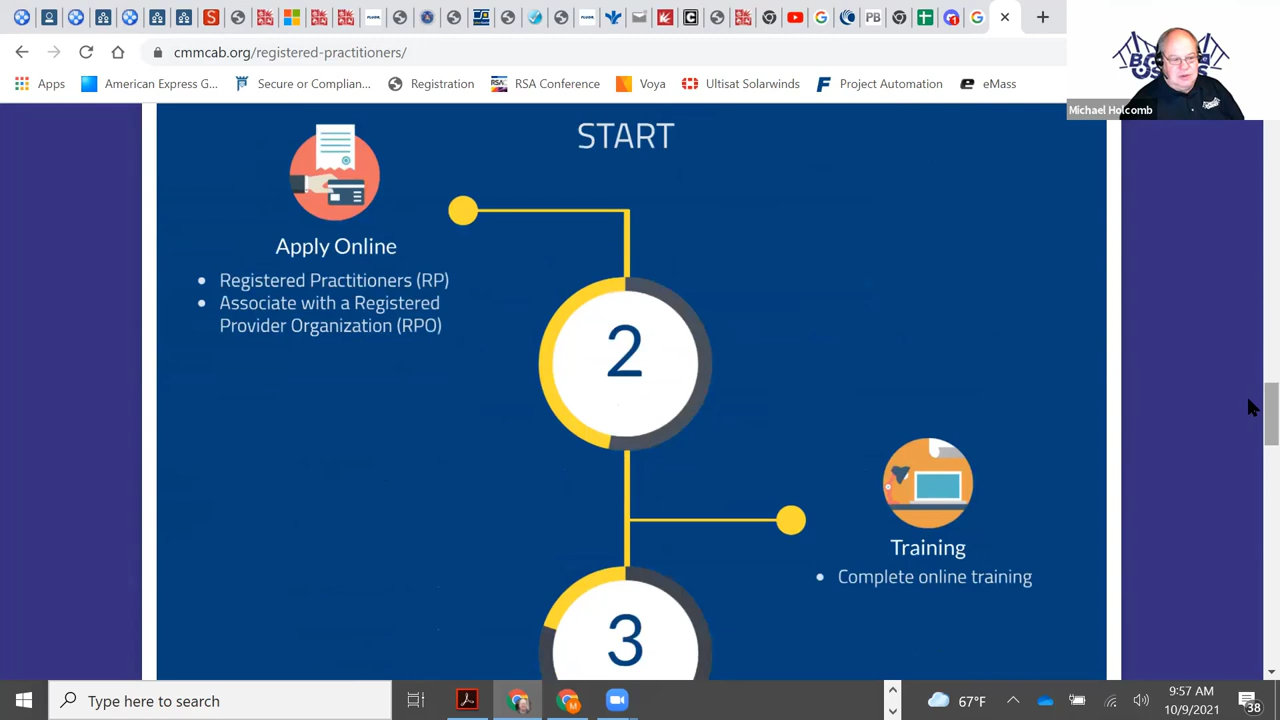 cmmcab.org/registered-practitioners/
Apps
American Express G...
Secure or Complian...
Registration
RSA Conference
Voya
Ultisat Solarwinds
Project Automation
eMass
Michael Holcomb
START
Apply Online
• Registered Practitioners (RP)
• Associate with a Registered
Provider Organization (RPO)
2
Training
• Complete online training
3
Type here to search
67°F
9:57 AM
10/9/2021
38